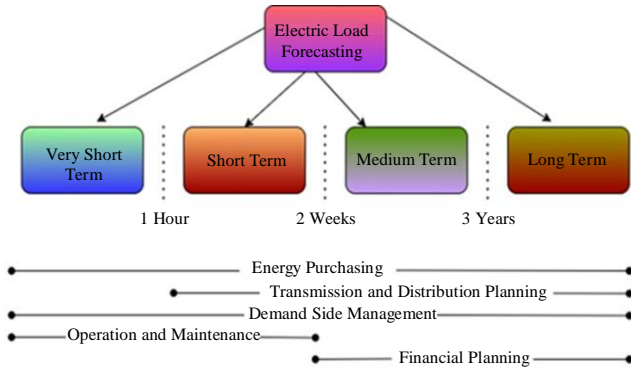 Electric Load
Forecasting
Very Short
Term
Short Term
Medium Term
Long Term
1 Hour
2 Weeks
3 Years
Energy Purchasing
Transmission and Distribution Planning
Demand Side Management
Operation and Maintenance
Financial Planning